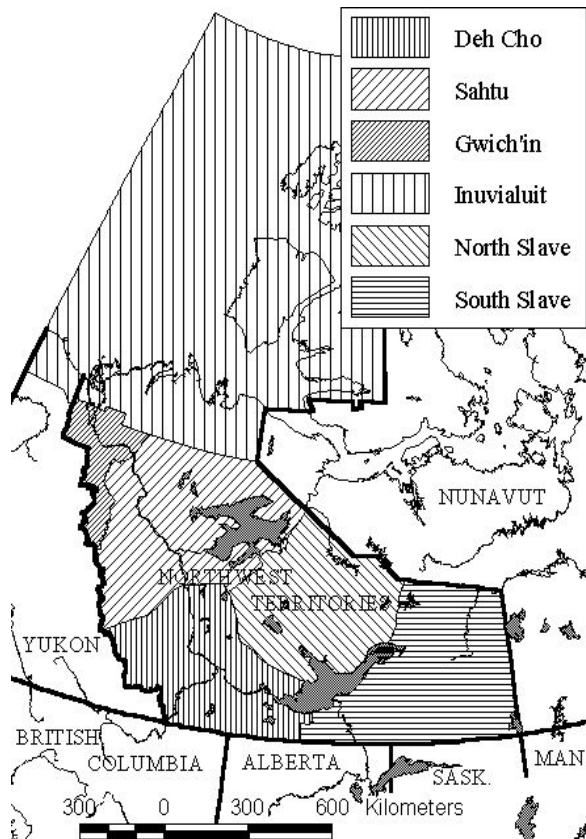 Deh Cho
Sahtu
Gwich'in
Inuvialuit
North Slave
South Slave
NUNAVUT
NORTHWEST
TERRITORIES
YUKON
BRITISH
COLUMBIA
ALBERTA
SASK.
MAN
300 0 300 600 Kilometers